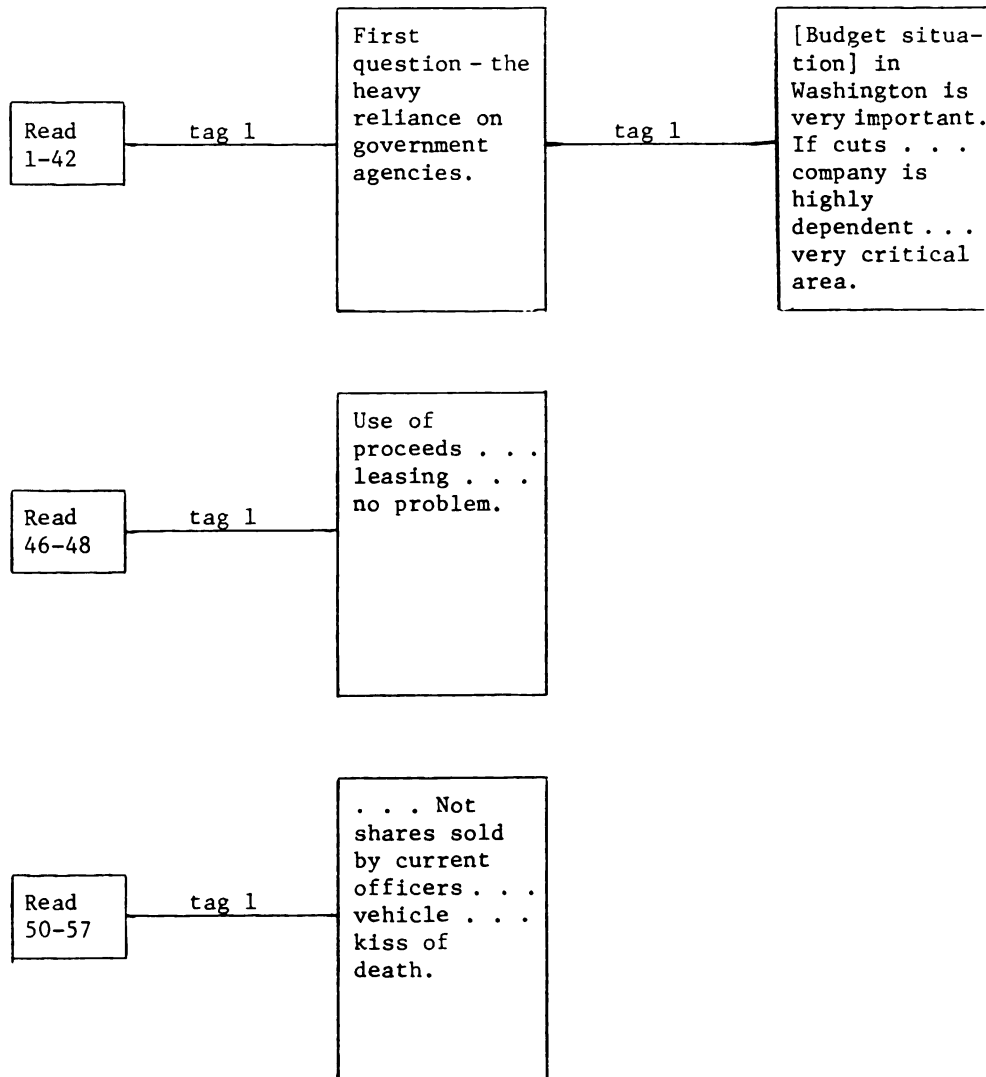 Read
1-42
tag 1
First
question - the
heavy
reliance on
government
agencies.
tag 1
[Budget situa-
tion] in
Washington is
very important.
If cuts . . .
company is
highly
dependent . . .
very critical
area.
Read
46-48
tag 1
Use of
proceeds . . .
leasing . . .
no problem.
Read
50-57
tag 1
. . . Not
shares sold
by current
officers . . .
vehicle . . .
kiss of
death.